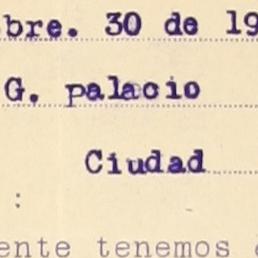 bre. 30 de 19
G. palacio
Ciudad
:
ente tenemos